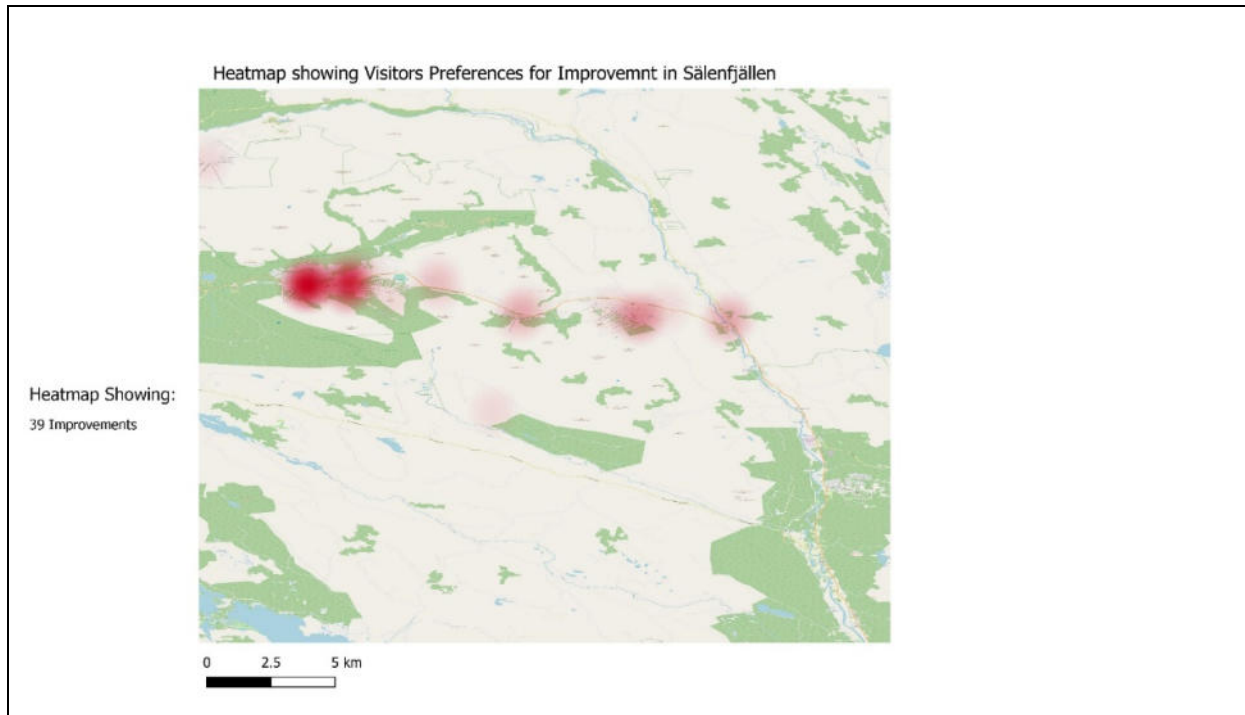 Heatmap showing Visitors Preferences for Improvemnt in Sälenfjällen
Heatmap Showing:
39 Improvements
0 2.5 5 km